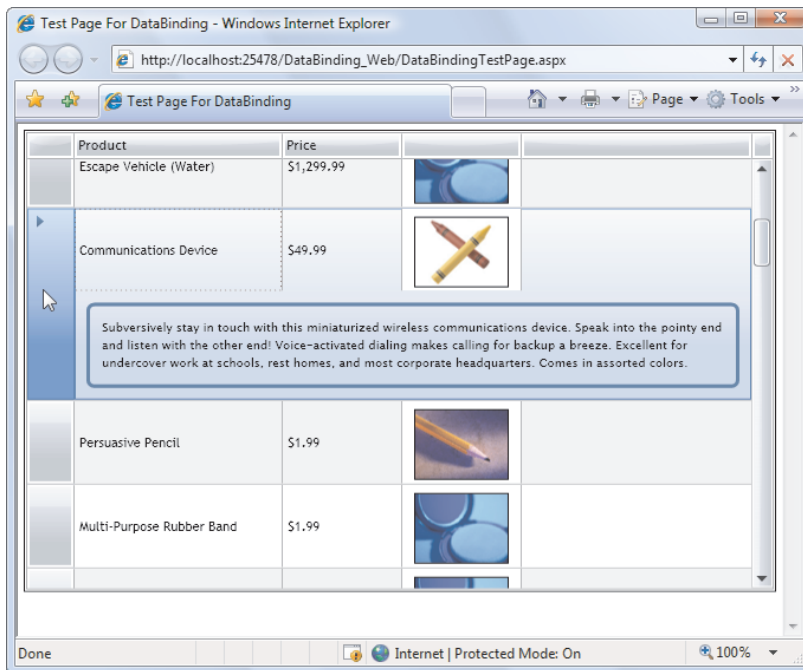 Test Page For DataBinding - Windows Internet Explorer
http://localhost:25478/DataBinding_Web/DataBindingTestPage.aspx
Test Page For DataBinding
Page
Tools
Product Price
Escape Vehicle (Water) $1,299.99
Communications Device $49.99
Subversively stay in touch with this miniaturized wireless communications device. Speak into the pointy end
and listen with the other end! Voice-activated dialing makes calling for backup a breeze. Excellent for
undercover work at schools, rest homes, and most corporate headquarters. Comes in assorted colors.
Persuasive Pencil $1.99
Multi-Purpose Rubber Band $1.99
Done
Internet | Protected Mode: On
100%